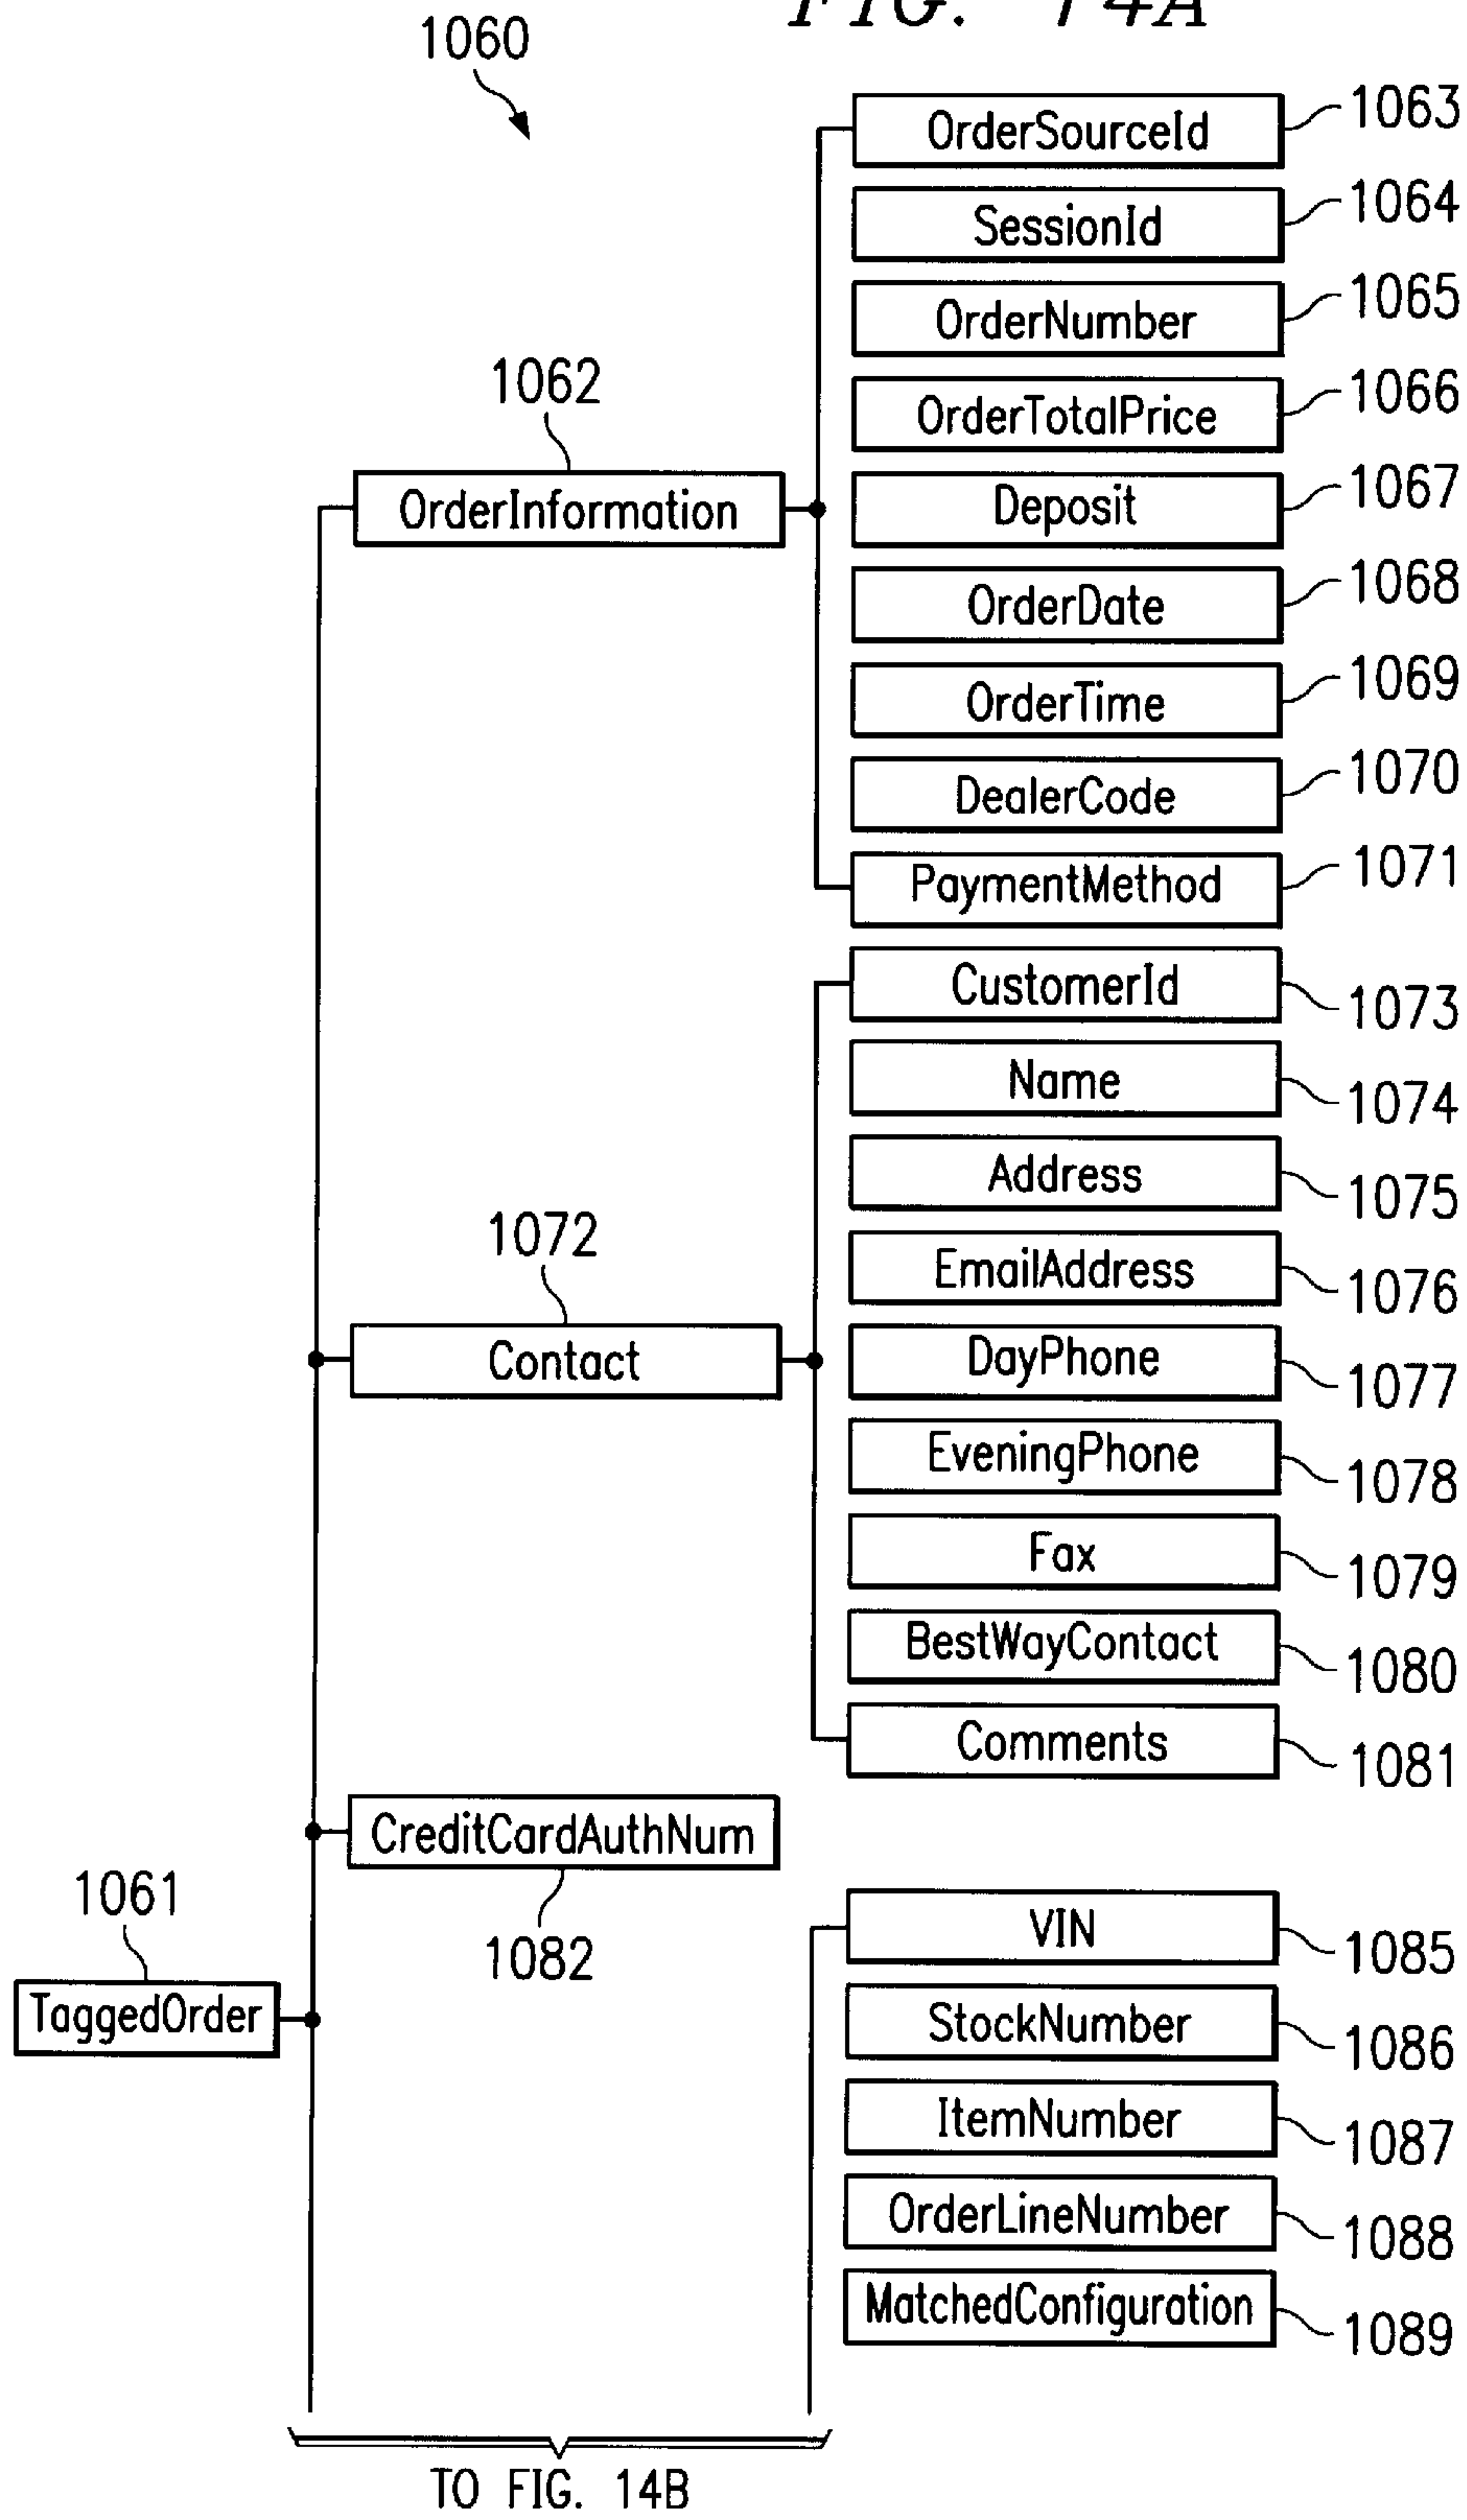 FIG. 14A
1060
OrderSourceId 1063
SessionId 1064
OrderNumber 1065
1062
OrderTotalPrice 1066
OrderInformation
Deposit 1067
OrderDate 1068
OrderTime 1069
DealerCode 1070
PaymentMethod 1071
CustomerId 1073
Name 1074
Address 1075
1072
EmailAddress 1076
Contact
DayPhone 1077
EveningPhone 1078
Fax 1079
BestWayContact 1080
Comments 1081
CreditCardAuthNum
1061
1082
VIN 1085
TaggedOrder
StockNumber 1086
ItemNumber 1087
OrderLineNumber 1088
MatchedConfiguration 1089
TO FIG. 14B